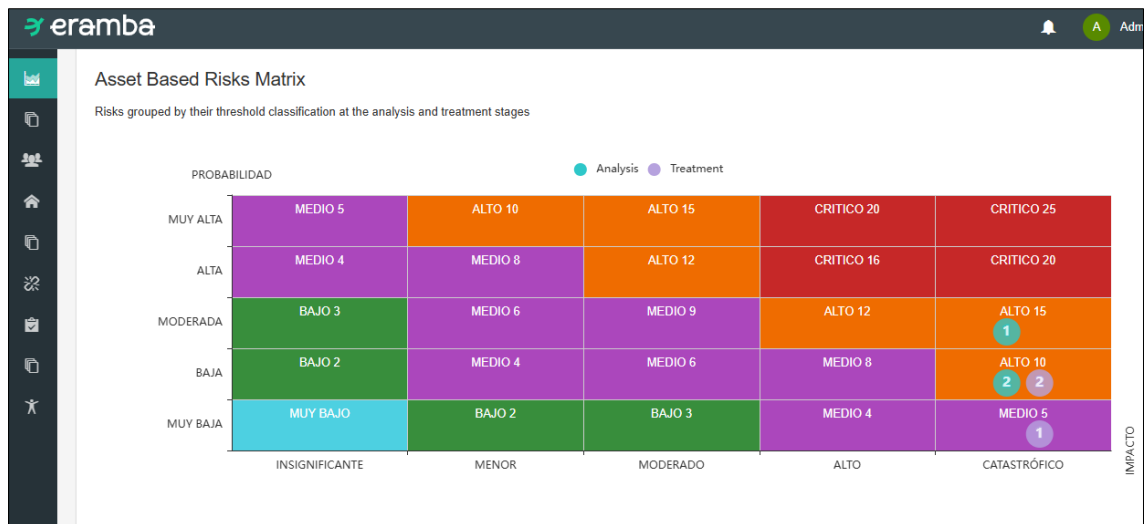 eramba
A
Adm
Asset Based Risks Matrix
Risks grouped by their threshold classification at the analysis and treatment stages
PROBABILIDAD
Analysis
Treatment
MUY ALTA
MEDIO 5
ALTO 10
ALTO 15
CRITICO 20
CRITICO 25
ALTA
MEDIO 4
MEDIO 8
ALTO 12
CRITICO 16
CRITICO 20
MODERADA
BAJO 3
MEDIO 6
MEDIO 9
ALTO 12
ALTO 15
1
BAJA
BAJO 2
MEDIO 4
MEDIO 6
MEDIO 8
ALTO 10
2
2
MUY BAJA
MUY BAJO
BAJO 2
BAJO 3
MEDIO 4
MEDIO 5
1
INSIGNIFICANTE
MENOR
MODERADO
ALTO
CATASTRÓFICO
IMPACTO